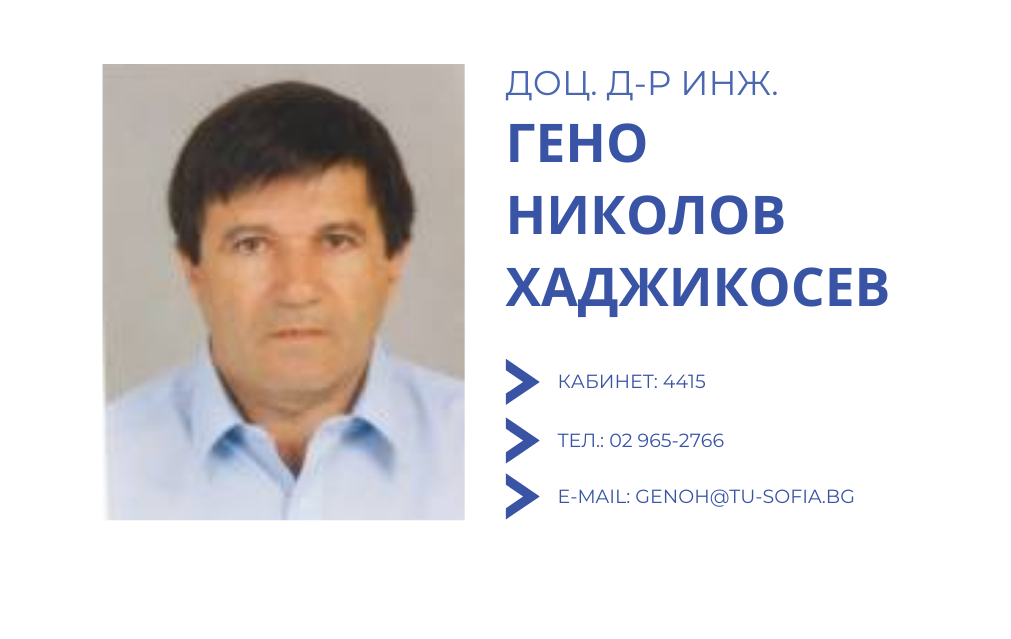 ДОЦ. Д-Р ИНЖ.
ГЕНО
НИКОЛОВ
ХАДЖИКОСЕВ
КАБИНЕТ: 4415
ТЕЛ.: 02 965-2766
E-MAIL: GENOH@TU-SOFIA.BG